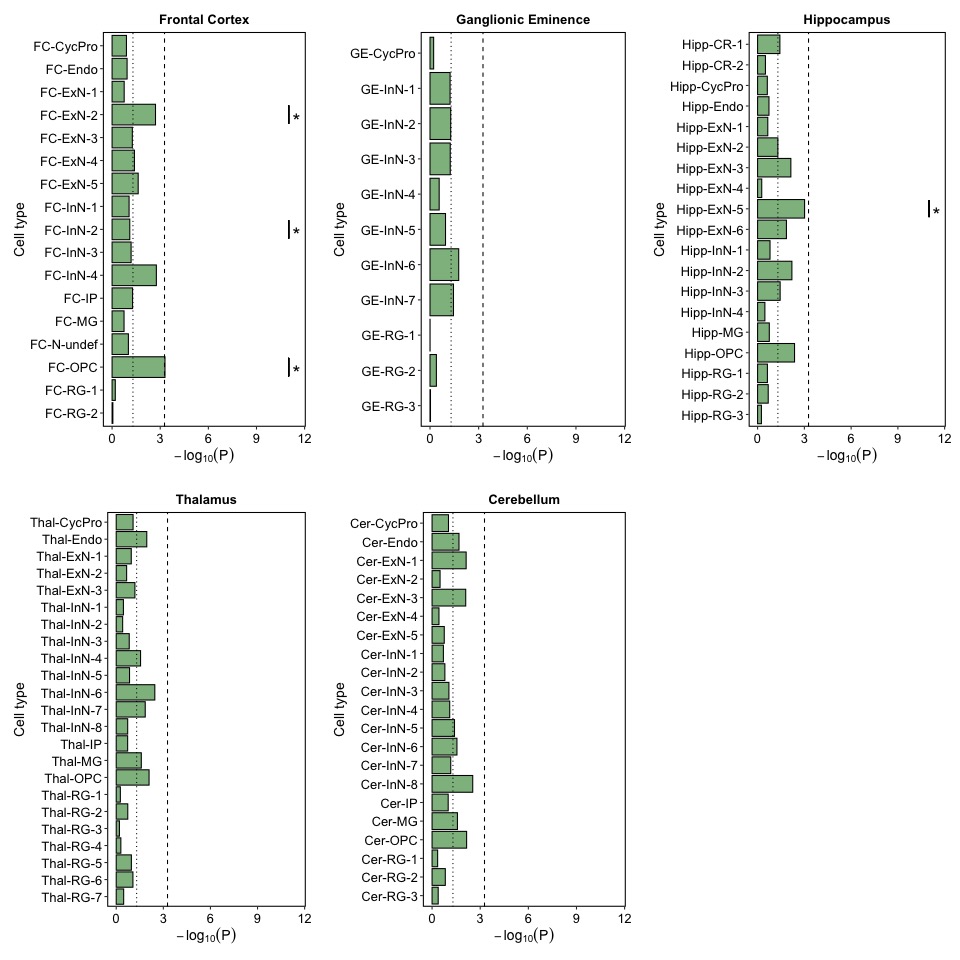 Frontal Cortex
Cell type
FC-CycPro
FC-Endo
FC-ExN-1
FC-ExN-2
*
FC-ExN-3
FC-ExN-4
FC-ExN-5
FC-InN-1
FC-InN-2
*
FC-InN-3
FC-InN-4
FC-IP
FC-MG
FC-N-undef
FC-OPC
*
FC-RG-1
FC-RG-2
0 3 6 9 12
−log10(P)
Ganglionic Eminence
Cell type
GE-CycPro
GE-InN-1
GE-InN-2
GE-InN-3
GE-InN-4
GE-InN-5
GE-InN-6
GE-InN-7
GE-RG-1
GE-RG-2
GE-RG-3
0 3 6 9 12
−log10(P)
Hippocampus
Cell type
Hipp-CR-1
Hipp-CR-2
Hipp-CycPro
Hipp-Endo
Hipp-ExN-1
Hipp-ExN-2
Hipp-ExN-3
Hipp-ExN-4
Hipp-ExN-5
*
Hipp-ExN-6
Hipp-InN-1
Hipp-InN-2
Hipp-InN-3
Hipp-InN-4
Hipp-MG
Hipp-OPC
Hipp-RG-1
Hipp-RG-2
Hipp-RG-3
0 3 6 9 12
−log10(P)
Thalamus
Cell type
Thal-CycPro
Thal-Endo
Thal-ExN-1
Thal-ExN-2
Thal-ExN-3
Thal-InN-1
Thal-InN-2
Thal-InN-3
Thal-InN-4
Thal-InN-5
Thal-InN-6
Thal-InN-7
Thal-InN-8
Thal-IP
Thal-MG
Thal-OPC
Thal-RG-1
Thal-RG-2
Thal-RG-3
Thal-RG-4
Thal-RG-5
Thal-RG-6
Thal-RG-7
0 3 6 9 12
−log10(P)
Cerebellum
Cell type
Cer-CycPro
Cer-Endo
Cer-ExN-1
Cer-ExN-2
Cer-ExN-3
Cer-ExN-4
Cer-ExN-5
Cer-InN-1
Cer-InN-2
Cer-InN-3
Cer-InN-4
Cer-InN-5
Cer-InN-6
Cer-InN-7
Cer-InN-8
Cer-IP
Cer-MG
Cer-OPC
Cer-RG-1
Cer-RG-2
Cer-RG-3
0 3 6 9 12
−log10(P)